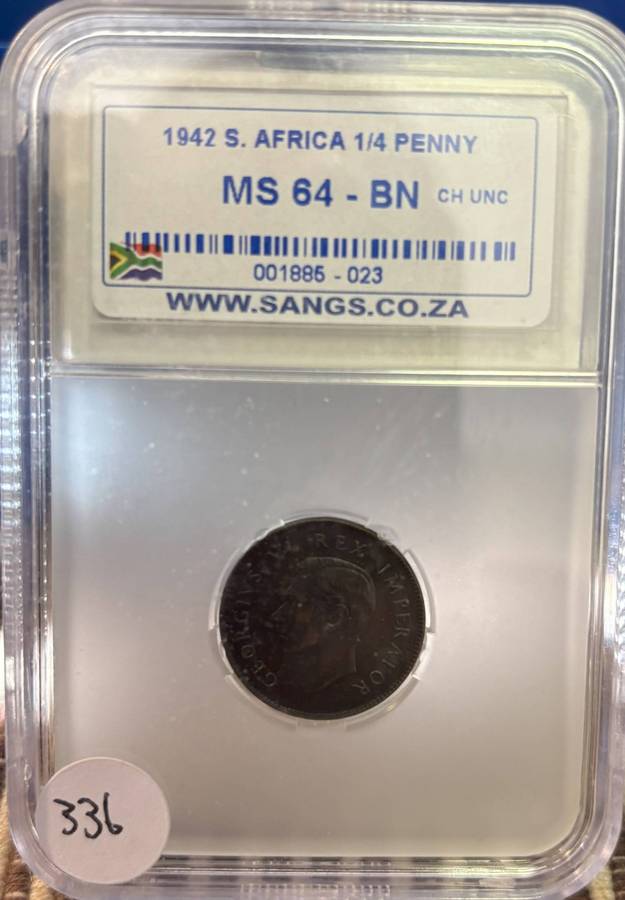 1942 S. AFRICA 1/4 PENNY
MS 64 - BN CH UNC
001885 - 023
WWW.SANGS.CO.ZA
GEORGIVS VI REX IMPERATOR
336